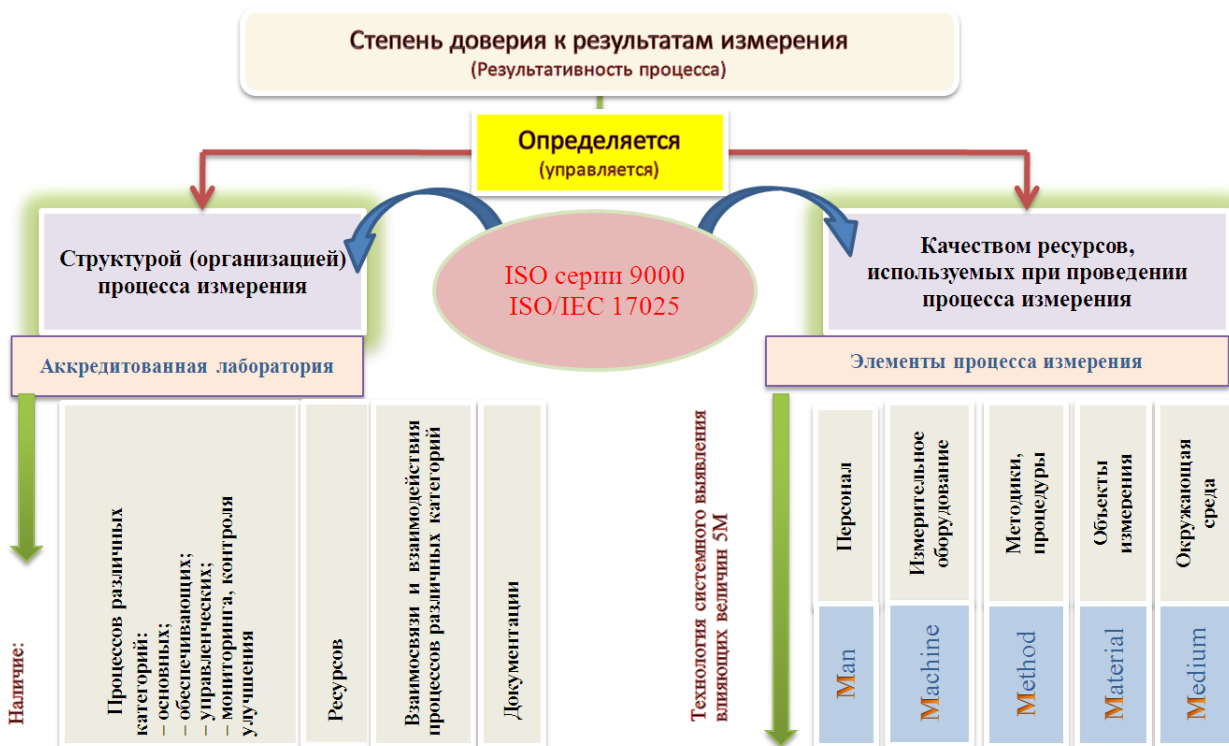 Степень доверия к результатам измерения
(Результативность процесса)
Определяется
(управляется)
Структурой (организацией)
процесса измерения
ISO серии 9000
ISO/IEC 17025
Качеством ресурсов,
используемых при проведении
процесса измерения
Аккредитованная лаборатория
Элементы процесса измерения
Наличие:
Процессов различных
категорий:
– основных;
– обеспечивающих;
– управленческих;
– мониторинга, контроля
улучшения
Ресурсов
Взаимосвязи и взаимодействия
процессов различных категорий
Документации
Технология системного выявления
влияющих величин 5М
Персонал
Измерительное
оборудование
Методики,
процедуры
Объекты
измерения
Окружающая
среда
Man
Machine
Method
Material
Medium